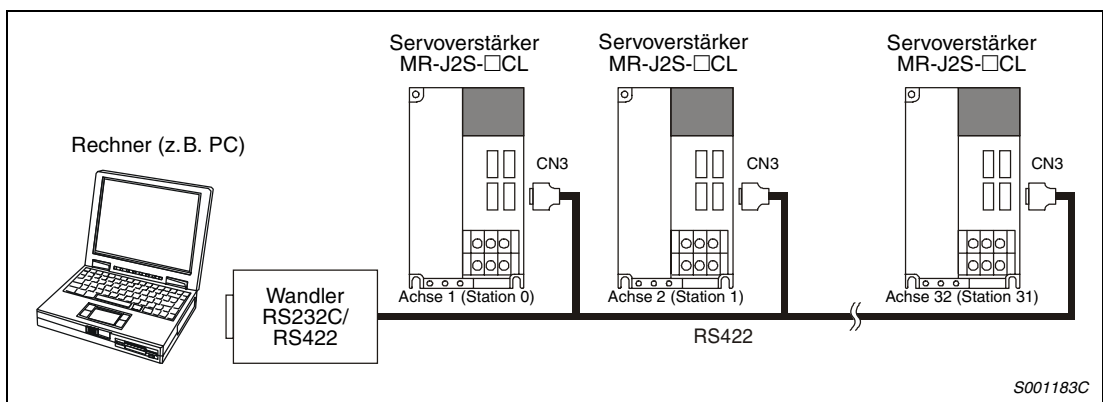 Servoverstärker
MR-J2S-□CL
Servoverstärker
MR-J2S-□CL
Servoverstärker
MR-J2S-□CL
Rechner (z.B. PC)
CN3
CN3
CN3
Wandler
RS232C/
RS422
Achse 1 (Station 0)
Achse 2 (Station 1)
Achse 32 (Station 31)
RS422
S001183C